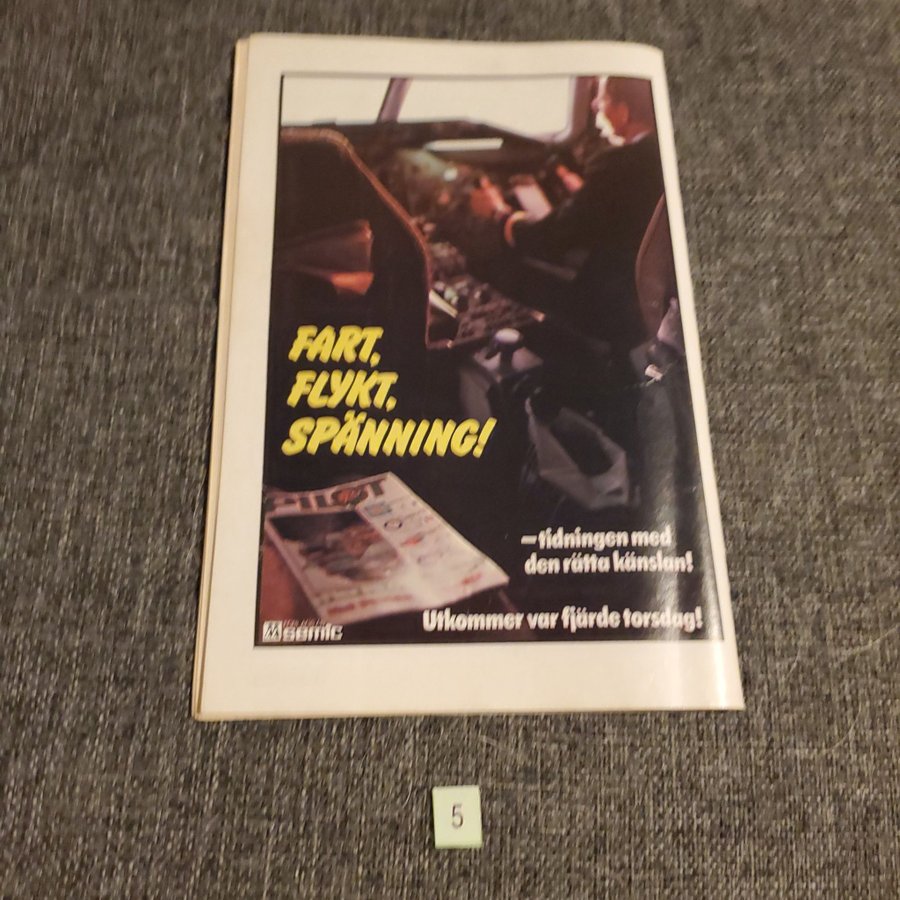 FART,
FLYKT,
SPÄNNING!
PILOT
–tidningen med
den rätta känslan!
Utkommer var fjärde torsdag!
semic
5